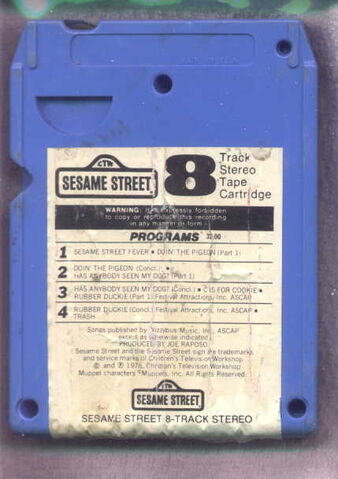 CTW
SESAME STREET
8
Track
Stereo
Tape
Cartridge
WARNING: It is expressly forbidden
to copy or reproduce this recording
in any manner or form
PROGRAMS 32:00
1 SESAME STREET FEVER • DOIN' THE PIGEON (Part 1)
2 DOIN' THE PIGEON (Concl.) •
HAS ANYBODY SEEN MY DOG? (Part 1)
3 HAS ANYBODY SEEN MY DOG? (Concl.) • C IS FOR COOKIE •
RUBBER DUCKIE (Part 1) Festival Attractions, Inc. ASCAP
4 RUBBER DUCKIE (Concl.) Festival Attractions, Inc. ASCAP •
TRASH
Songs published by Yizzybus Music, Inc. ASCAP
except as otherwise indicated.
PRODUCED BY JOE RAPOSO
Sesame Street and the Sesame Street sign are trademarks
and service marks of Children's Television Workshop
© and ℗ 1978, Children's Television Workshop
Muppet characters © Muppets, Inc. All Rights Reserved.
CTW
SESAME STREET
SESAME STREET 8-TRACK STEREO